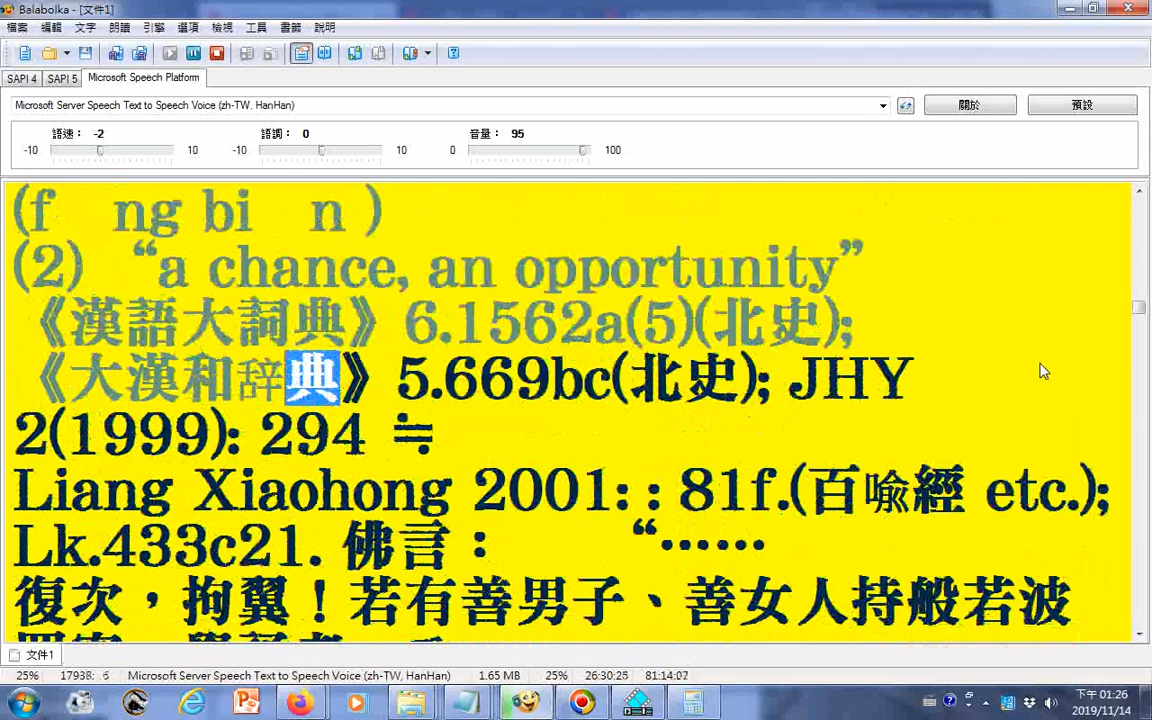 Balabolka - [文件1]
檔案 編輯 文字 朗讀 引擎 選項 檢視 工具 書籤 說明
SAPI 4 SAPI 5 Microsoft Speech Platform
Microsoft Server Speech Text to Speech Voice (zh-TW, HanHan) 關於 預設
語速： -2 語調： 0 音量： 95
-10 10 -10 10 0 100
(f ng bi n )
(2) “a chance, an opportunity”
《漢語大詞典》 6.1562a(5)(北史);
《大漢和辞典》 5.669bc(北史); JHY
2(1999): 294 ≒
Liang Xiaohong 2001: : 81f.(百喩經 etc.);
Lk.433c21. 佛言： “……
復次，拘翼！若有善男子、善女人持般若波
文件1
25% 17938: 6 Microsoft Server Speech Text to Speech Voice (zh-TW, HanHan) 1.65 MB 25% 26:30:25 81:14:07
下午 01:26
2019/11/14